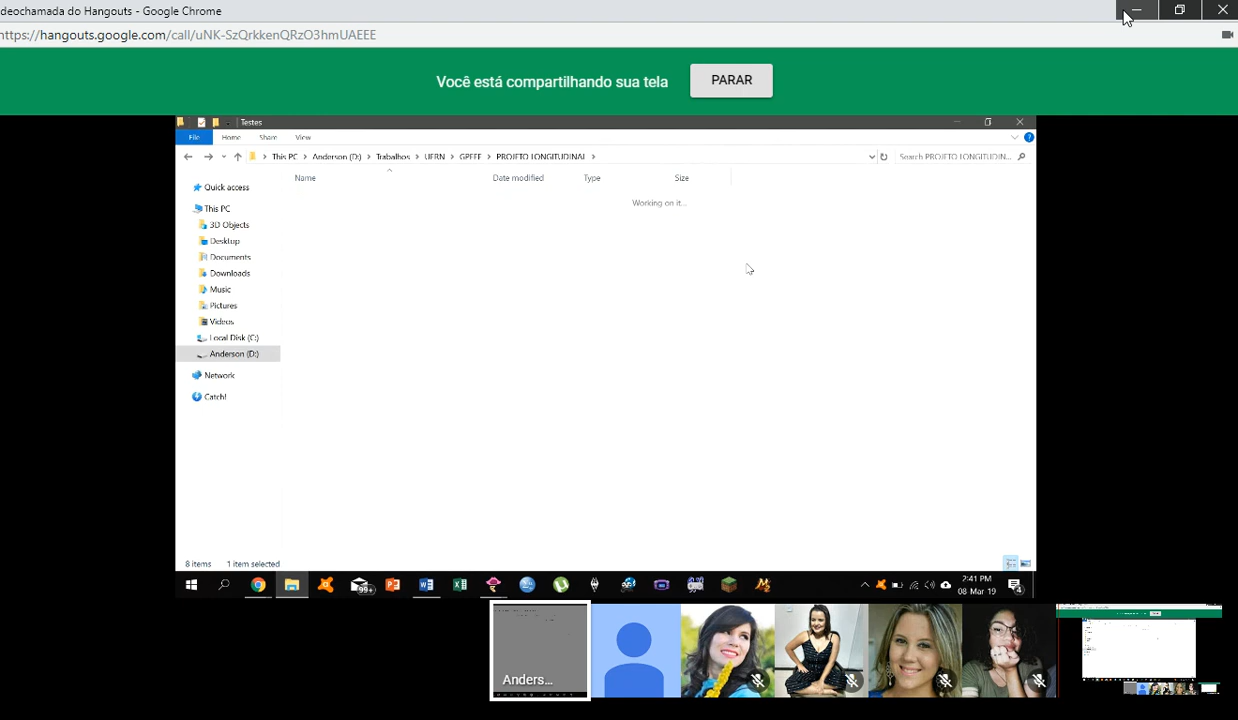 deochamada do Hangouts - Google Chrome
https://hangouts.google.com/call/uNK-SzQrkkenQRzO3hmUAEEE
Você está compartilhando sua tela PARAR
Testes
File Home Share View
This PC Anderson (D:) Trabalhos UERN GPEFE PROJETO LONGITUDINAL Search PROJETO LONGITUDIN...
Name Date modified Type Size
Working on it...
Quick access
This PC
3D Objects
Desktop
Documents
Downloads
Music
Pictures
Videos
Local Disk (C:)
Anderson (D:)
Network
Catch!
8 items 1 item selected
99+
2:41 PM
08 Mar 19
4
Anders...